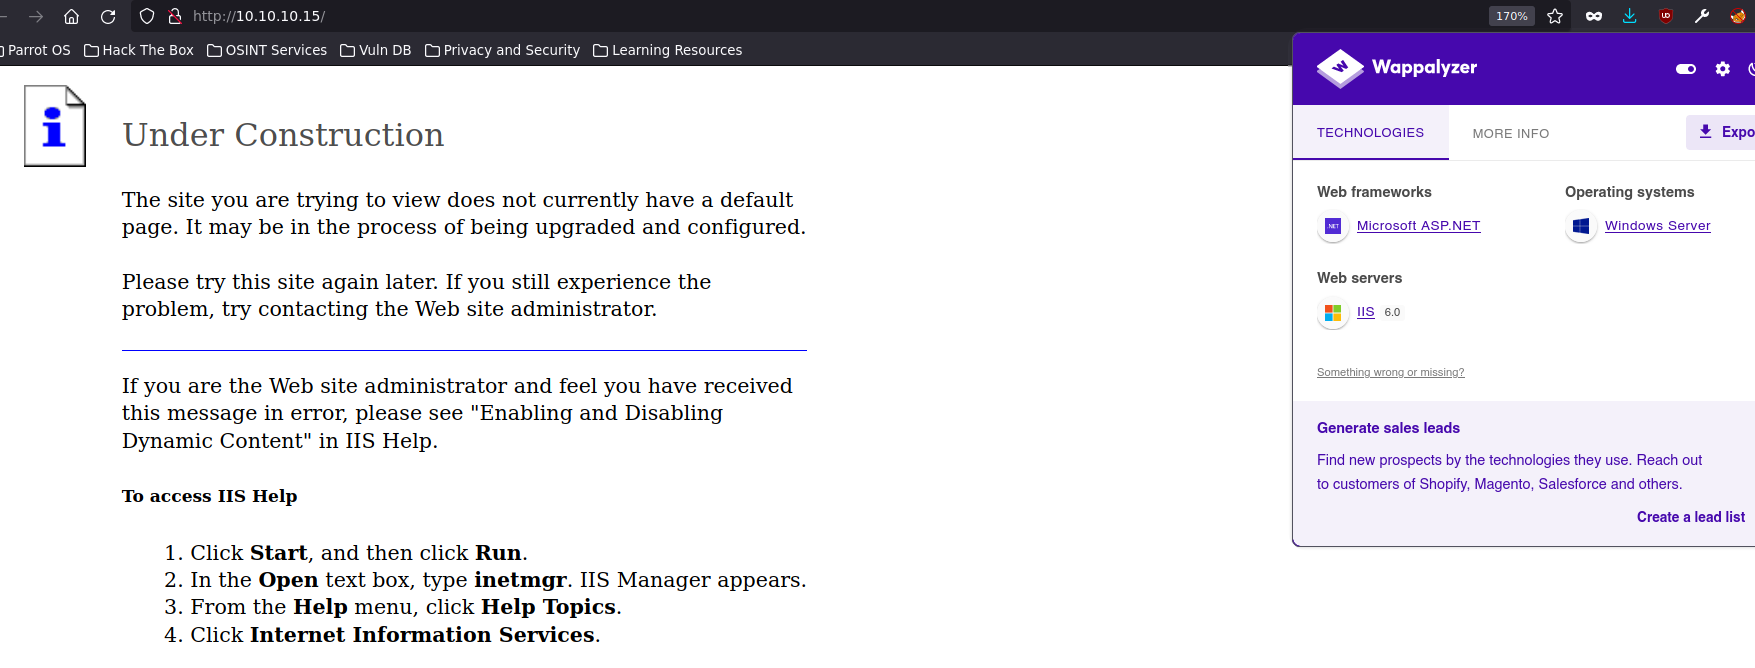 http://10.10.10.15/
170%
Parrot OS
Hack The Box
OSINT Services
Vuln DB
Privacy and Security
Learning Resources
Under Construction
The site you are trying to view does not currently have a default
page. It may be in the process of being upgraded and configured.
Please try this site again later. If you still experience the
problem, try contacting the Web site administrator.
If you are the Web site administrator and feel you have received
this message in error, please see "Enabling and Disabling
Dynamic Content" in IIS Help.
To access IIS Help
1. Click Start, and then click Run.
2. In the Open text box, type inetmgr. IIS Manager appears.
3. From the Help menu, click Help Topics.
4. Click Internet Information Services.
Wappalyzer
TECHNOLOGIES
MORE INFO
Expo
Web frameworks
Microsoft ASP.NET
Operating systems
Windows Server
Web servers
IIS 6.0
Something wrong or missing?
Generate sales leads
Find new prospects by the technologies they use. Reach out
to customers of Shopify, Magento, Salesforce and others.
Create a lead list